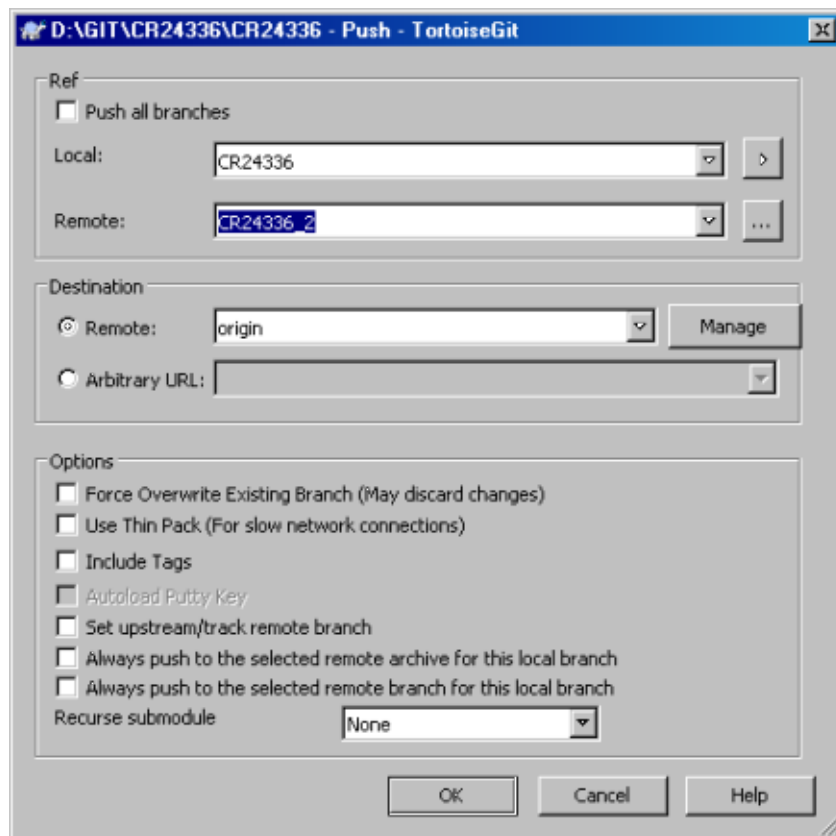 D:\GIT\CR24336\CR24336 - Push - TortoiseGit
Ref
Push all branches
Local:
CR24336
Remote:
CR24336_2
...
Destination
Remote:
origin
Manage
Arbitrary URL:
Options
Force Overwrite Existing Branch (May discard changes)
Use Thin Pack (For slow network connections)
Include Tags
Autoload Putty Key
Set upstream/track remote branch
Always push to the selected remote archive for this local branch
Always push to the selected remote branch for this local branch
Recurse submodule
None
OK
Cancel
Help